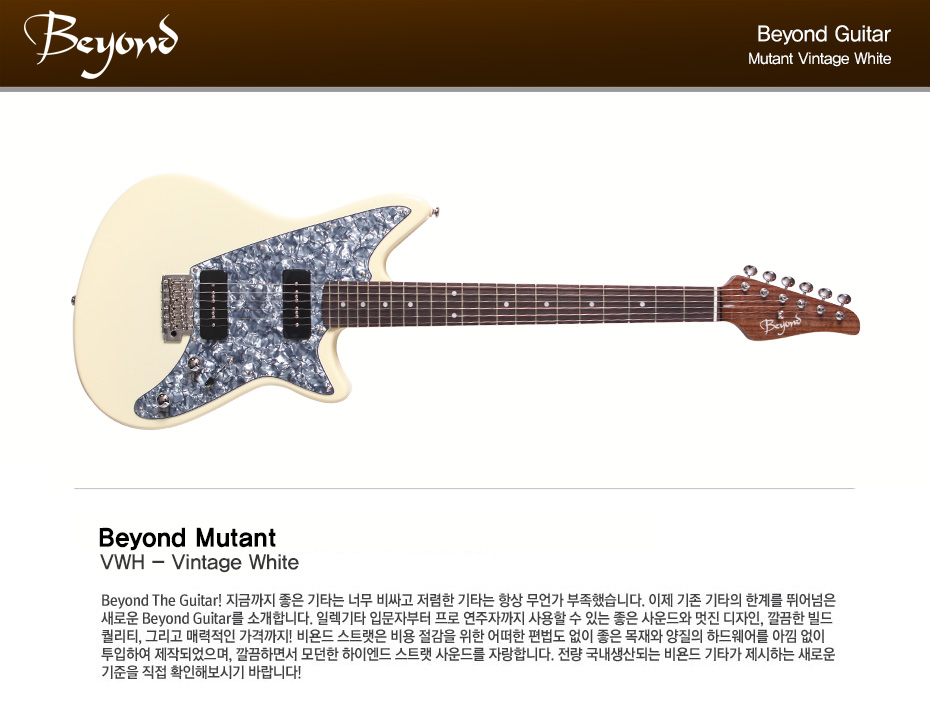 Beyond
Beyond Guitar
Mutant Vintage White
Beyond
Beyond Mutant
VWH – Vintage White
Beyond The Guitar! 지금까지 좋은 기타는 너무 비싸고 저렴한 기타는 항상 무언가 부족했습니다. 이제 기존 기타의 한계를 뛰어넘은
새로운 Beyond Guitar를 소개합니다. 일렉기타 입문자부터 프로 연주자까지 사용할 수 있는 좋은 사운드와 멋진 디자인, 깔끔한 빌드
퀄리티, 그리고 매력적인 가격까지! 비욘드 스트랫은 비용 절감을 위한 어떠한 편법도 없이 좋은 목재와 양질의 하드웨어를 아낌 없이
투입하여 제작되었으며, 깔끔하면서 모던한 하이엔드 스트랫 사운드를 자랑합니다. 전량 국내생산되는 비욘드 기타가 제시하는 새로운
기준을 직접 확인해보시기 바랍니다!